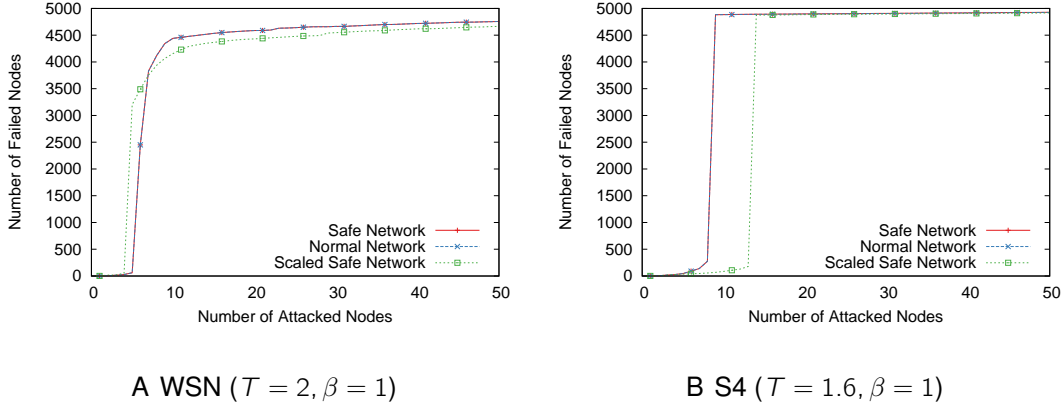 5000
4500
4000
3500
3000
2500
2000
1500
1000
500
0
Number of Failed Nodes
Safe Network
Normal Network
Scaled Safe Network
0 10 20 30 40 50
Number of Attacked Nodes
A WSN (T = 2, β = 1)
5000
4500
4000
3500
3000
2500
2000
1500
1000
500
0
Number of Failed Nodes
Safe Network
Normal Network
Scaled Safe Network
0 10 20 30 40 50
Number of Attacked Nodes
B S4 (T = 1.6, β = 1)